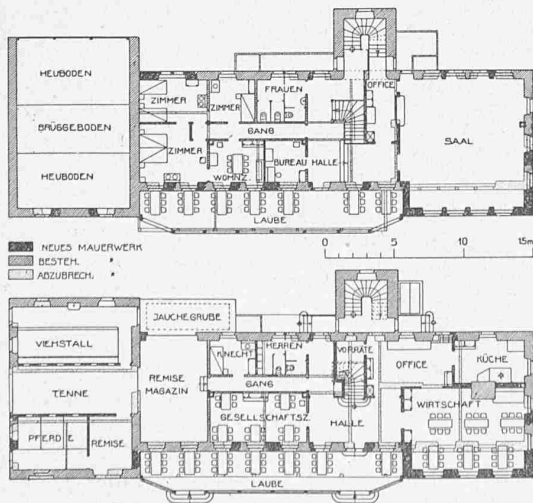 HEUBODEN
BRÜGGEBODEN
HEUBODEN
ZIMMER
ZIMMER
FRAUEN
OFFICE
GANG
ZIMMER
WOHNZ.
BUREAU
HALLE
SAAL
LAUBE
NEUES MAUERWERK
BESTEH. "
ABZUBRECH. "
0 5 10 15m
JAUCHEGRUBE
VIEHSTALL
KNECHT
HERREN
VORRÄTE
OFFICE
KÜCHE
TENNE
REMISE
MAGAZIN
GANG
GESELLSCHAFTSZ.
HALLE
WIRTSCHAFT
PFERDE
REMISE
LAUBE